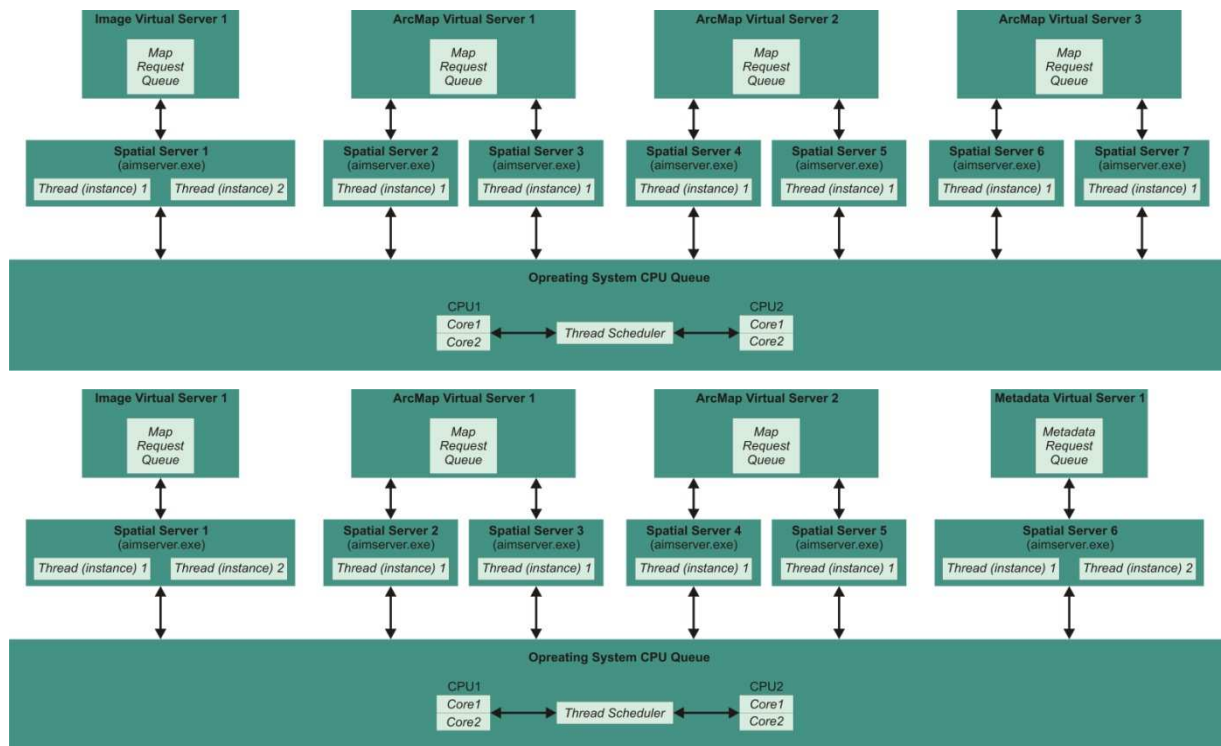 Image Virtual Server 1
Map
Request
Queue
ArcMap Virtual Server 1
Map
Request
Queue
ArcMap Virtual Server 2
Map
Request
Queue
ArcMap Virtual Server 3
Map
Request
Queue
Spatial Server 1
(aimserver.exe)
Thread (instance) 1
Thread (instance) 2
Spatial Server 2
(aimserver.exe)
Thread (instance) 1
Spatial Server 3
(aimserver.exe)
Thread (instance) 1
Spatial Server 4
(aimserver.exe)
Thread (instance) 1
Spatial Server 5
(aimserver.exe)
Thread (instance) 1
Spatial Server 6
(aimserver.exe)
Thread (instance) 1
Spatial Server 7
(aimserver.exe)
Thread (instance) 1
Opreating System CPU Queue
CPU1
Core1
Core2
Thread Scheduler
CPU2
Core1
Core2
Image Virtual Server 1
Map
Request
Queue
ArcMap Virtual Server 1
Map
Request
Queue
ArcMap Virtual Server 2
Map
Request
Queue
Metadata Virtual Server 1
Metadata
Request
Queue
Spatial Server 1
(aimserver.exe)
Thread (instance) 1
Thread (instance) 2
Spatial Server 2
(aimserver.exe)
Thread (instance) 1
Spatial Server 3
(aimserver.exe)
Thread (instance) 1
Spatial Server 4
(aimserver.exe)
Thread (instance) 1
Spatial Server 5
(aimserver.exe)
Thread (instance) 1
Spatial Server 6
(aimserver.exe)
Thread (instance) 1
Thread (instance) 2
Opreating System CPU Queue
CPU1
Core1
Core2
Thread Scheduler
CPU2
Core1
Core2